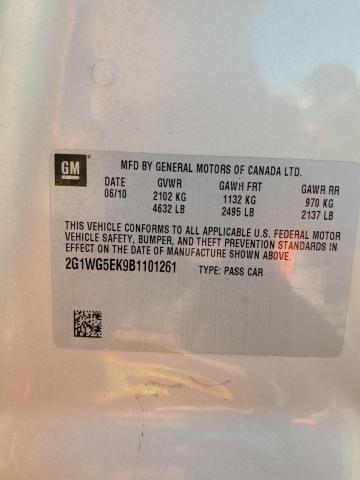 GM
MFD BY GENERAL MOTORS OF CANADA LTD.
DATE GVWR GAWR FRT GAWR RR
06/10 2102 KG 1132 KG 970 KG
4632 LB 2495 LB 2137 LB
THIS VEHICLE CONFORMS TO ALL APPLICABLE U.S. FEDERAL MOTOR
VEHICLE SAFETY, BUMPER, AND THEFT PREVENTION STANDARDS IN
EFFECT ON THE DATE OF MANUFACTURE SHOWN ABOVE.
2G1WG5EK9B1101261 TYPE: PASS CAR